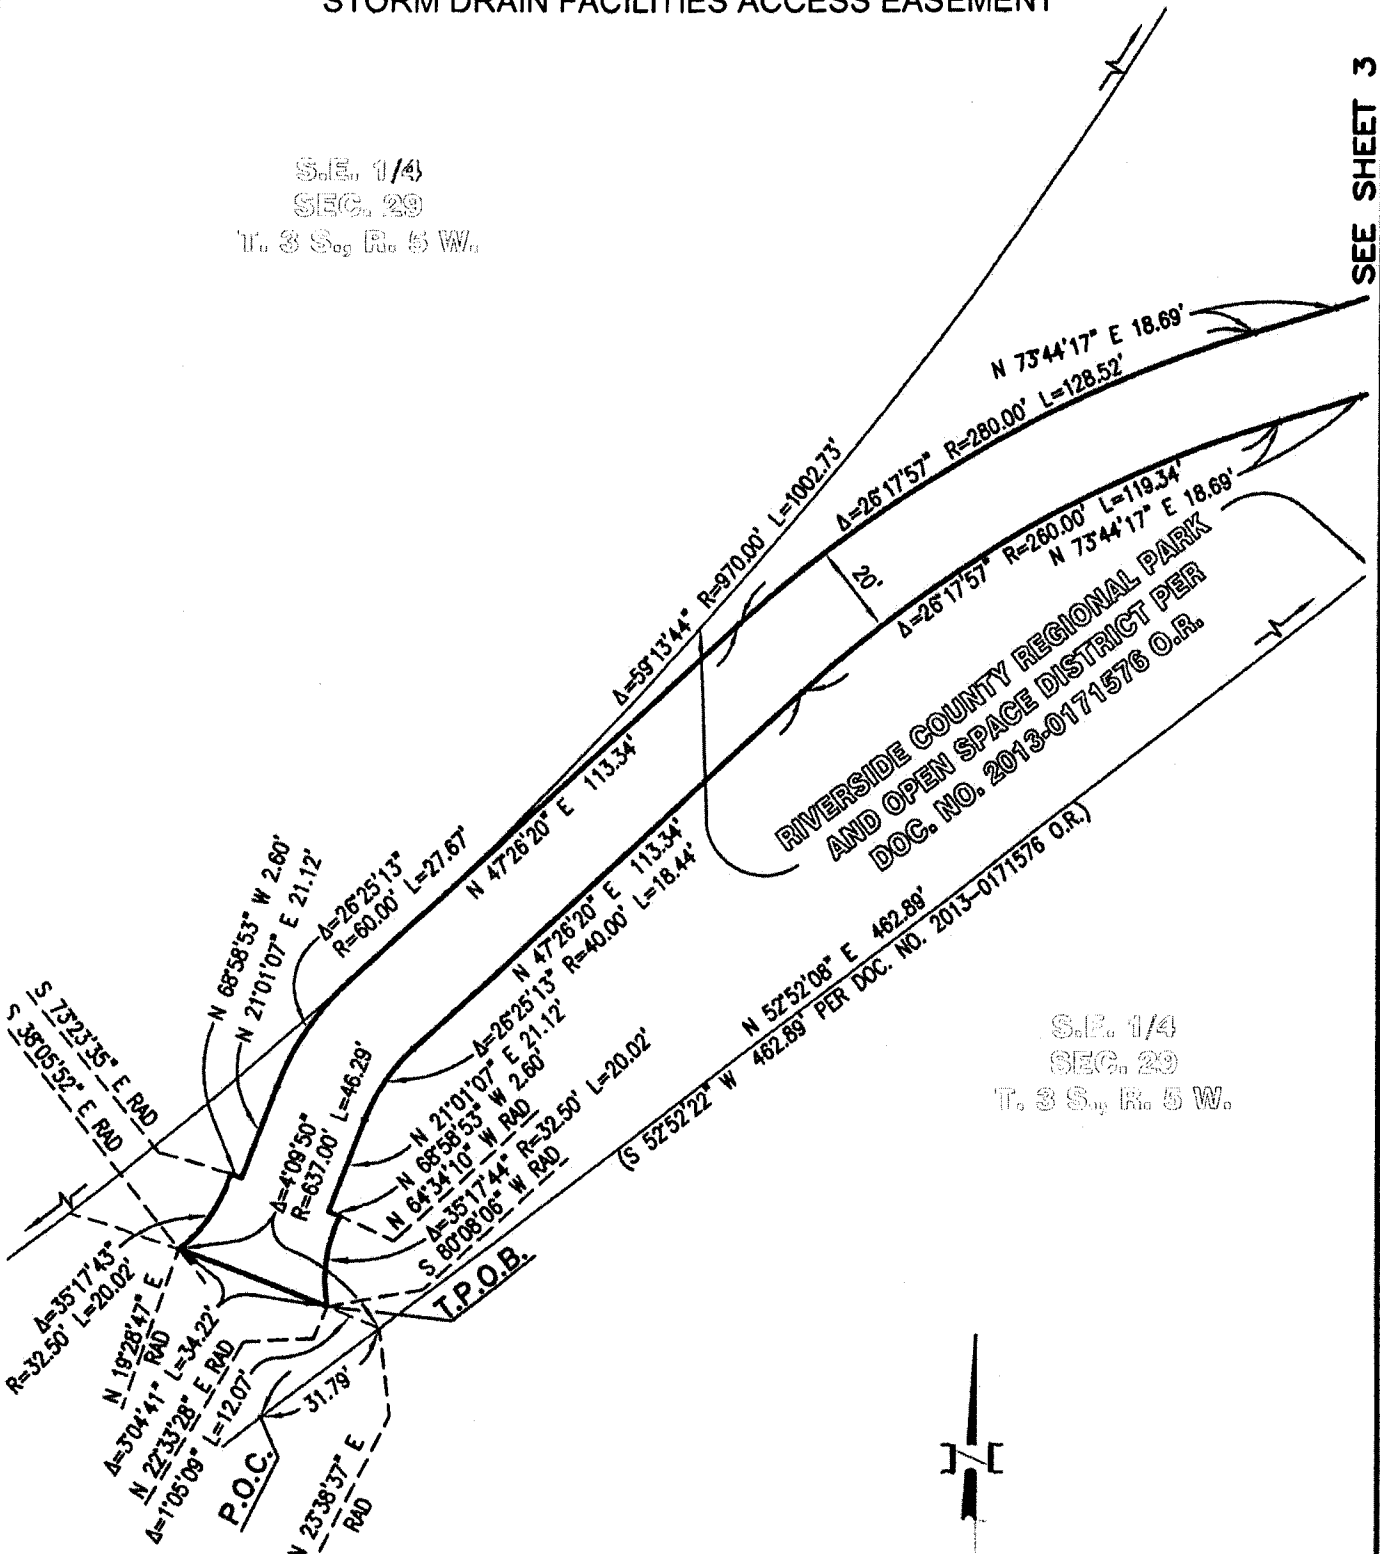 STORM DRAIN FACILITIES ACCESS EASEMENT
SEE SHEET 3
S.E. 1/4
SEC. 29
T. 3 S., R. 5 W.
N 73°44'17" E 18.69'
Δ=26°17'57" R=280.00' L=128.52'
Δ=59°13'44" R=970.00' L=1002.73'
20'
Δ=26°17'57" R=260.00' L=119.34'
N 73°44'17" E 18.69'
RIVERSIDE COUNTY REGIONAL PARK
AND OPEN SPACE DISTRICT PER
DOC. NO. 2013-0171576 O.R.
N 47°26'20" E 113.34'
N 47°26'20" E 113.34'
Δ=26°25'13"
R=60.00' L=27.67'
N 68°58'53" W 2.60'
N 21°01'07" E 21.12'
S 73°23'35" E RAD
S 38°05'52" E RAD
Δ=26°25'13" R=40.00' L=18.44'
N 21°01'07" E 21.12'
N 68°58'53" W 2.60'
N 64°34'10" W RAD
Δ=35°17'44" R=32.50' L=20.02'
S 80°08'06" W RAD
Δ=4°09'50"
R=637.00' L=46.29'
N 52°52'08" E 462.89'
(S 52°52'22" W 462.89' PER DOC. NO. 2013-0171576 O.R.)
S.E. 1/4
SEC. 29
T. 3 S., R. 5 W.
T.P.O.B.
Δ=35°17'43"
R=32.50' L=20.02'
N 19°28'47" E
RAD
Δ=3°04'41" L=34.22'
N 22°33'28" E RAD
Δ=1°05'09" L=12.07'
31.79'
P.O.C.
N 23°38'37" E
RAD
N